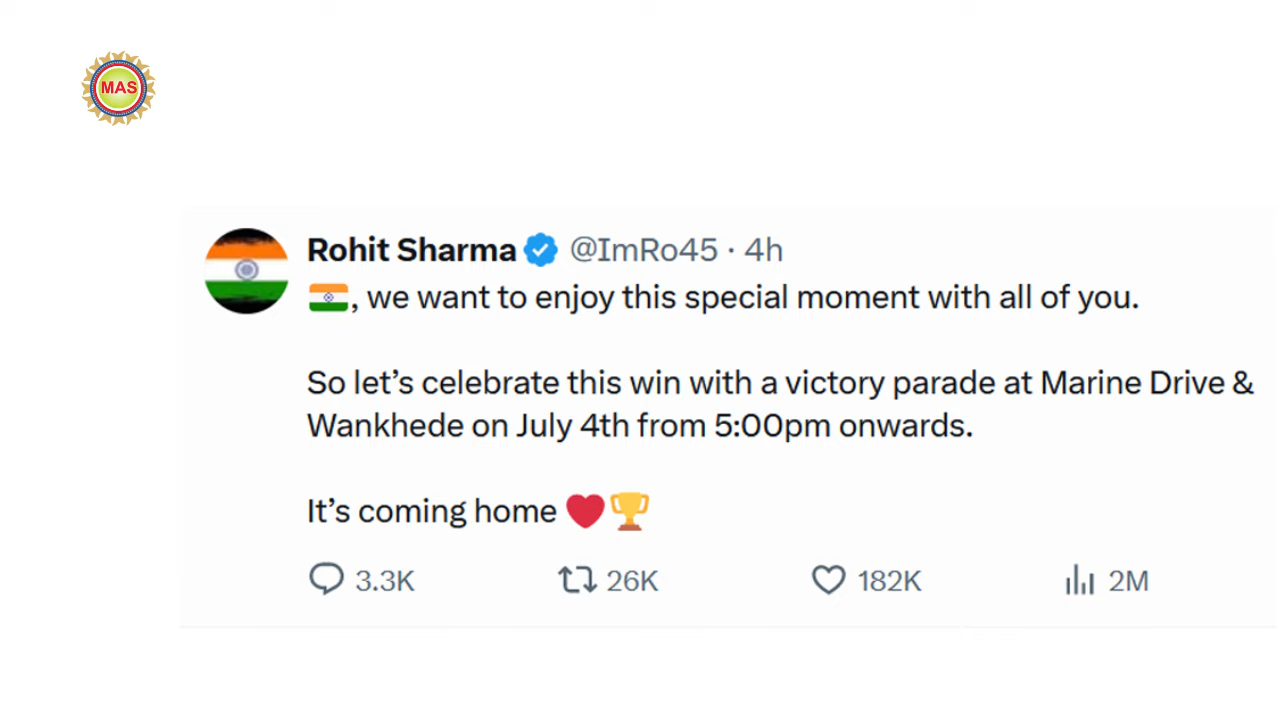 MAS
Rohit Sharma @ImRo45 · 4h
🇮🇳, we want to enjoy this special moment with all of you.
So let’s celebrate this win with a victory parade at Marine Drive &
Wankhede on July 4th from 5:00pm onwards.
It’s coming home ❤️🏆
3.3K 26K 182K 2M